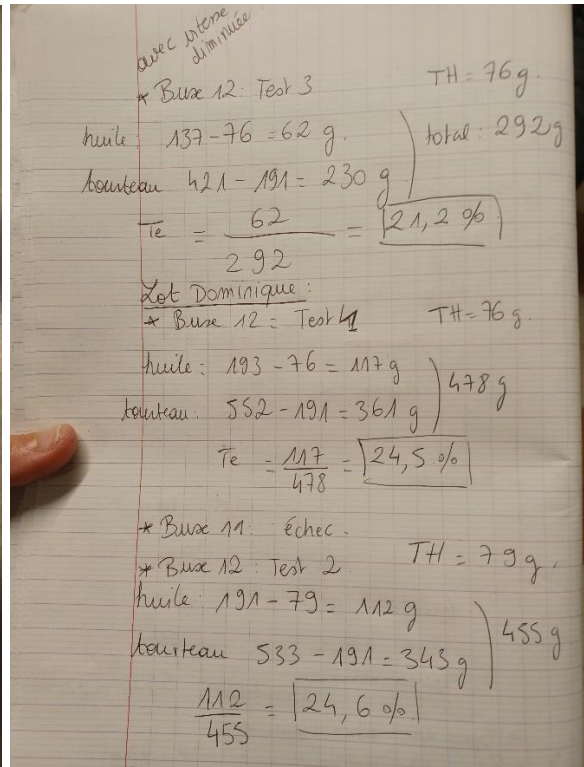 avec vitesse
diminuée
* Buse 12: Test 3 TH = 76 g.
huile: 137 - 76 = 62 g.
total: 292 g
tourteau 421 - 191 = 230 g
Te = 62 / 292 = 21,2 %
Lot Dominique:
* Buse 12 = Test 1 TH = 76 g.
huile: 193 - 76 = 117 g
478 g
tourteau: 552 - 191 = 361 g
Te = 117 / 478 = 24,5 %
* Buse 11: échec.
* Buse 12: Test 2 TH = 79 g.
huile: 191 - 79 = 112 g
455 g
tourteau 533 - 191 = 343 g
112 / 455 = 24,6 %